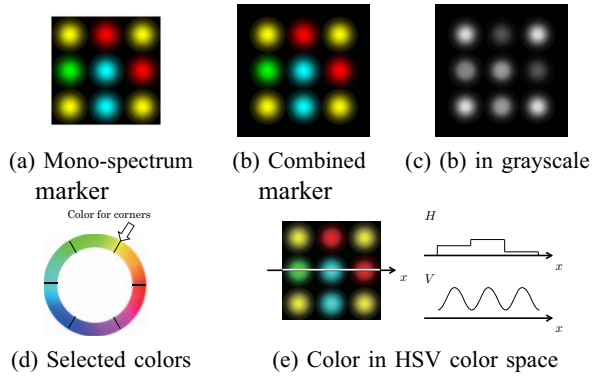 (a) Mono-spectrum
marker
(b) Combined
marker
(c) (b) in grayscale
Color for corners
(d) Selected colors
x
H
x
V
x
(e) Color in HSV color space